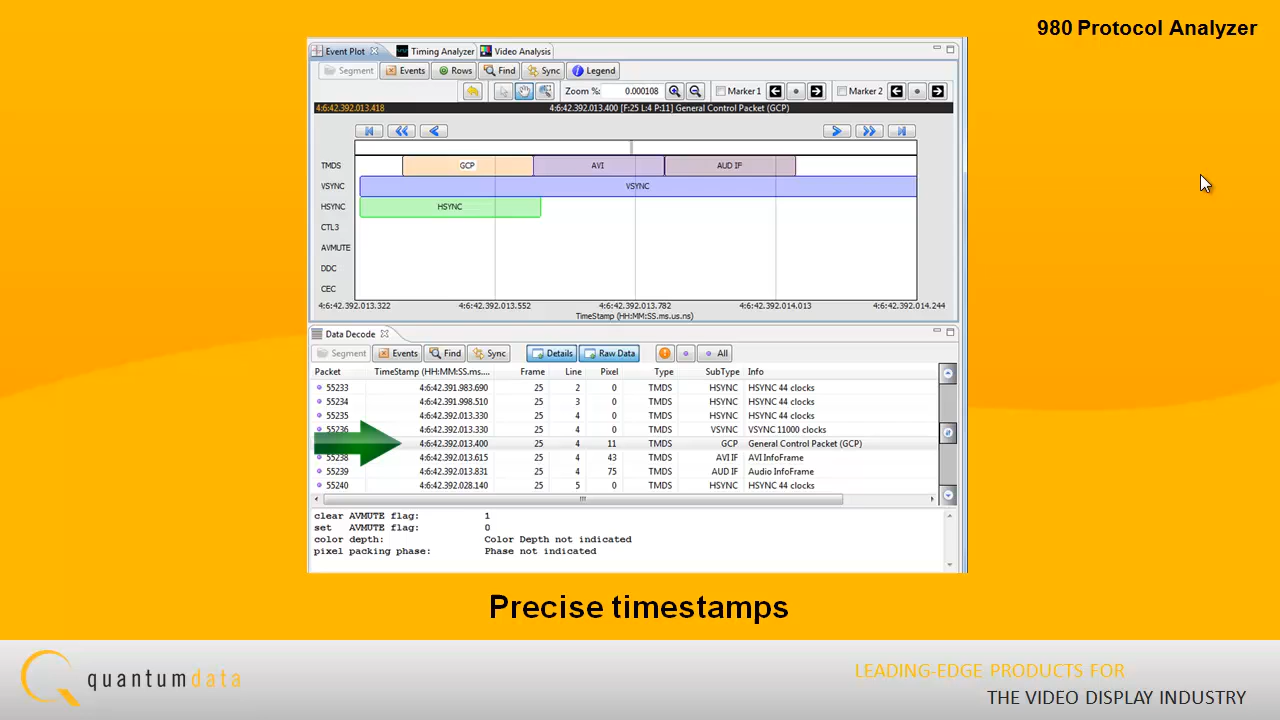 980 Protocol Analyzer
Event Plot Timing Analyzer Video Analysis
Segment Events Rows Find Sync Legend
Zoom % 0.000108 Marker 1 Marker 2
4:6:42.392.013.418 4:6:42.392.013.400 [F:25 L:4 P:11] General Control Packet (GCP)
TMDS GCP AVI AUD IF
VSYNC VSYNC
HSYNC HSYNC
CTL3
AVMUTE
DDC
CEC
4:6:42.392.013.322 4:6:42.392.013.552 4:6:42.392.013.782 4:6:42.392.014.013 4:6:42.392.014.244
TimeStamp (HH:MM:SS.ms.us.ns)
Data Decode
Segment Events Find Sync Details Raw Data All
Packet TimeStamp (HH:MM:SS.ms.... Frame Line Pixel Type SubType Info
55233 4:6:42.391.983.690 25 2 0 TMDS HSYNC HSYNC 44 clocks
55234 4:6:42.391.998.510 25 3 0 TMDS HSYNC HSYNC 44 clocks
55235 4:6:42.392.013.330 25 4 0 TMDS HSYNC HSYNC 44 clocks
55236 4:6:42.392.013.330 25 4 0 TMDS VSYNC VSYNC 11000 clocks
4:6:42.392.013.400 25 4 11 TMDS GCP General Control Packet (GCP)
55238 4:6:42.392.013.615 25 4 43 TMDS AVI IF AVI InfoFrame
55239 4:6:42.392.013.831 25 4 75 TMDS AUD IF Audio InfoFrame
55240 4:6:42.392.028.140 25 5 0 TMDS HSYNC HSYNC 44 clocks
clear AVMUTE flag: 1
set AVMUTE flag: 0
color depth: Color Depth not indicated
pixel packing phase: Phase not indicated
Precise timestamps
quantumdata
LEADING-EDGE PRODUCTS FOR
THE VIDEO DISPLAY INDUSTRY